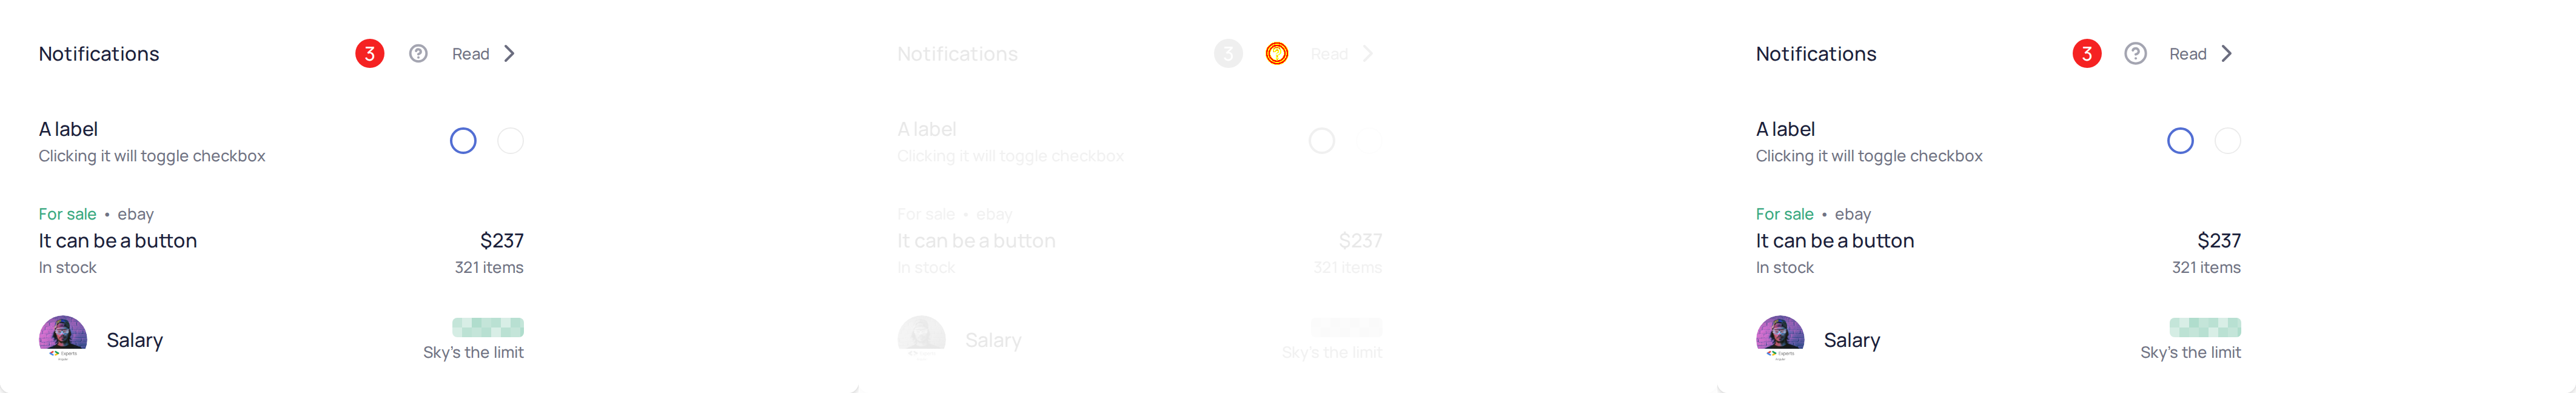 Notifications 3 ? Read
A label
Clicking it will toggle checkbox
For sale • ebay
It can be a button $237
In stock 321 items
Experts
Salary
Sky's the limit
Notifications 3 Read
A label
Clicking it will toggle checkbox
For sale • ebay
It can be a button $237
In stock 321 items
Salary
Sky's the limit
Notifications 3 ? Read
A label
Clicking it will toggle checkbox
For sale • ebay
It can be a button $237
In stock 321 items
Experts
Salary
Sky's the limit